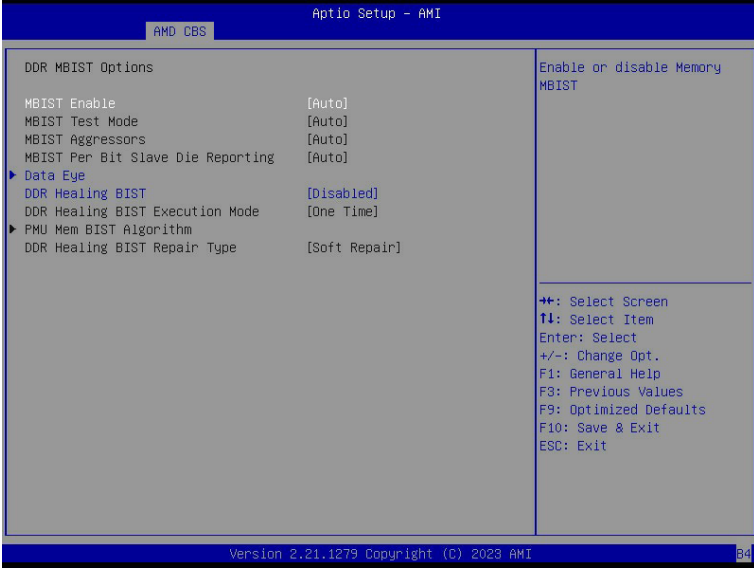 Aptio Setup – AMI
AMD CBS
DDR MBIST Options
MBIST Enable [Auto]
MBIST Test Mode [Auto]
MBIST Aggressors [Auto]
MBIST Per Bit Slave Die Reporting [Auto]
Data Eye
DDR Healing BIST [Disabled]
DDR Healing BIST Execution Mode [One Time]
PMU Mem BIST Algorithm
DDR Healing BIST Repair Type [Soft Repair]
Enable or disable Memory
MBIST
→←: Select Screen
↑↓: Select Item
Enter: Select
+/-: Change Opt.
F1: General Help
F3: Previous Values
F9: Optimized Defaults
F10: Save & Exit
ESC: Exit
Version 2.21.1279 Copyright (C) 2023 AMI
B4